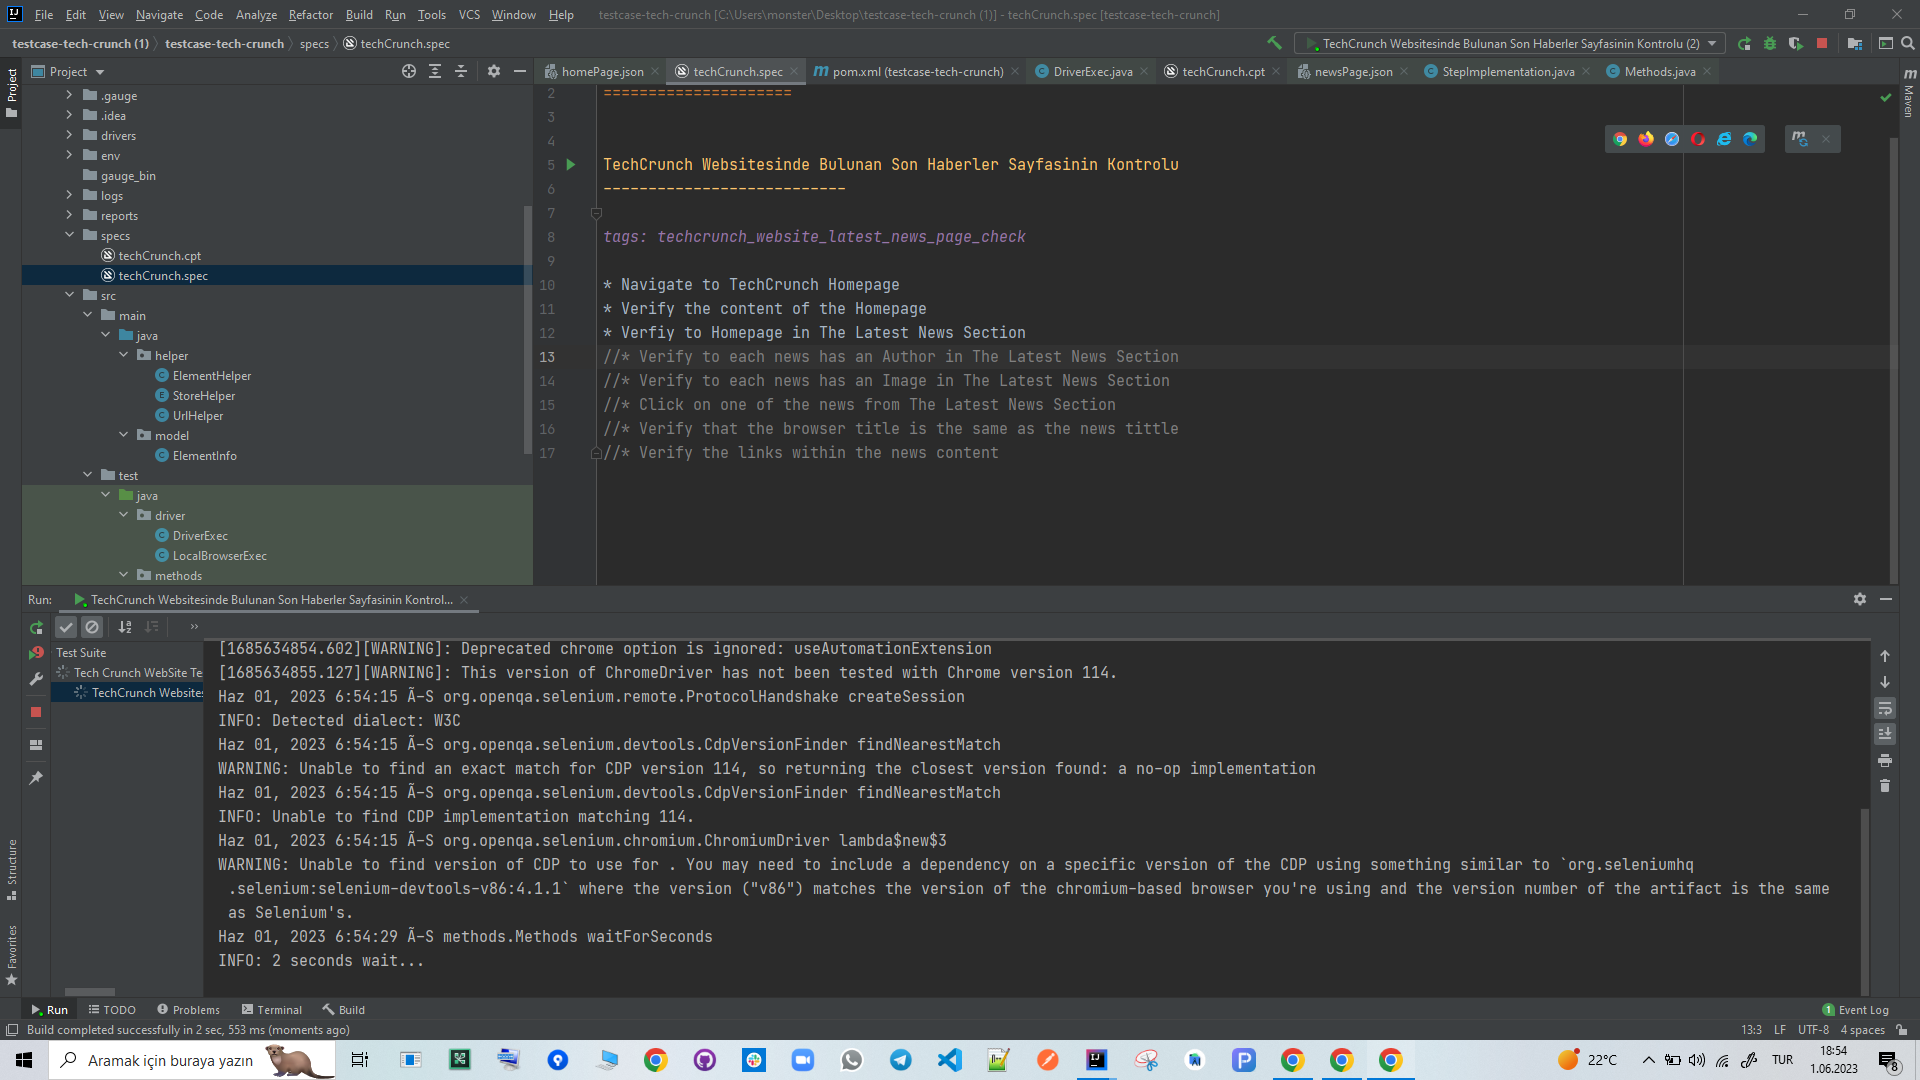 File Edit View Navigate Code Analyze Refactor Build Run Tools VCS Window Help testcase-tech-crunch [C:\Users\monster\Desktop\testcase-tech-crunch (1)] - techCrunch.spec [testcase-tech-crunch]
testcase-tech-crunch (1) testcase-tech-crunch specs techCrunch.spec TechCrunch Websitesinde Bulunan Son Haberler Sayfasinin Kontrolu (2)
Project
homePage.json techCrunch.spec pom.xml (testcase-tech-crunch) DriverExec.java techCrunch.cpt newsPage.json StepImplementation.java Methods.java
Project
Maven
.gauge
.idea
drivers
env
gauge_bin
logs
reports
specs
techCrunch.cpt
techCrunch.spec
src
main
java
helper
ElementHelper
StoreHelper
UrlHelper
model
ElementInfo
test
java
driver
DriverExec
LocalBrowserExec
methods
2 =====================
3
4
5 TechCrunch Websitesinde Bulunan Son Haberler Sayfasinin Kontrolu
6 ---------------------------
7
8 tags: techcrunch_website_latest_news_page_check
9
10 * Navigate to TechCrunch Homepage
11 * Verify the content of the Homepage
12 * Verfiy to Homepage in The Latest News Section
13 //* Verify to each news has an Author in The Latest News Section
14 //* Verify to each news has an Image in The Latest News Section
15 //* Click on one of the news from The Latest News Section
16 //* Verify that the browser title is the same as the news tittle
17 //* Verify the links within the news content
Run: TechCrunch Websitesinde Bulunan Son Haberler Sayfasinin Kontrol...
Test Suite
Tech Crunch WebSite Te
TechCrunch Websites
[1685634854.602][WARNING]: Deprecated chrome option is ignored: useAutomationExtension
[1685634855.127][WARNING]: This version of ChromeDriver has not been tested with Chrome version 114.
Haz 01, 2023 6:54:15 Ã–S org.openqa.selenium.remote.ProtocolHandshake createSession
INFO: Detected dialect: W3C
Haz 01, 2023 6:54:15 Ã–S org.openqa.selenium.devtools.CdpVersionFinder findNearestMatch
WARNING: Unable to find an exact match for CDP version 114, so returning the closest version found: a no-op implementation
Haz 01, 2023 6:54:15 Ã–S org.openqa.selenium.devtools.CdpVersionFinder findNearestMatch
INFO: Unable to find CDP implementation matching 114.
Haz 01, 2023 6:54:15 Ã–S org.openqa.selenium.chromium.ChromiumDriver lambda$new$3
WARNING: Unable to find version of CDP to use for . You may need to include a dependency on a specific version of the CDP using something similar to `org.seleniumhq
.selenium:selenium-devtools-v86:4.1.1` where the version ("v86") matches the version of the chromium-based browser you're using and the version number of the artifact is the same
as Selenium's.
Haz 01, 2023 6:54:29 Ã–S methods.Methods waitForSeconds
INFO: 2 seconds wait...
Structure
Favorites
Run TODO Problems Terminal Build 1 Event Log
Build completed successfully in 2 sec, 553 ms (moments ago) 13:3 LF UTF-8 4 spaces
Aramak için buraya yazın 22°C TUR 18:54
1.06.2023 8